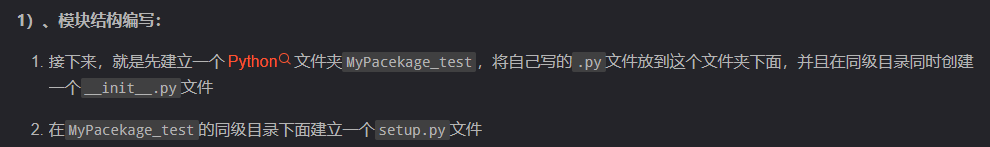 1）、模块结构编写：
1. 接下来，就是先建立一个 Python 文件夹MyPacekage_test，将自己写的.py文件放到这个文件夹下面，并且在同级目录同时创建
一个__init__.py文件
2. 在MyPacekage_test的同级目录下面建立一个setup.py文件